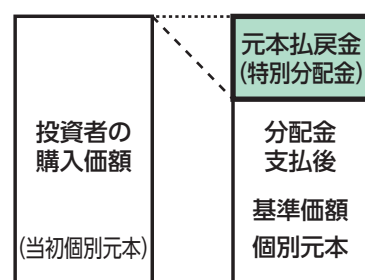 投資者の
購入価額
(当初個別元本)
元本払戻金
(特別分配金)
分配金
支払後
基準価額
個別元本